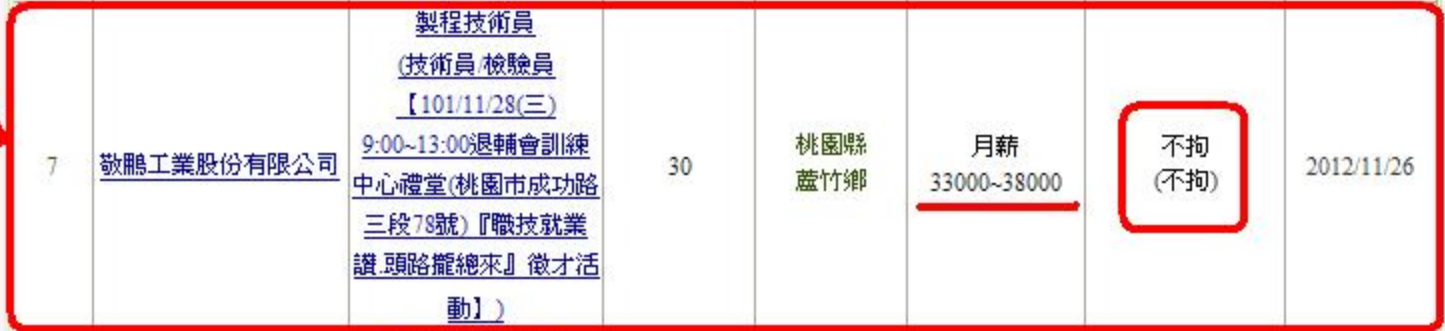 7
敬鵬工業股份有限公司
製程技術員
(技術員/檢驗員
【101/11/28(三)
9:00~13:00退輔會訓練
中心禮堂(桃園市成功路
三段78號)『職技就業
讚.頭路攏總來』徵才活
動】)
30
桃園縣
蘆竹鄉
月薪
33000~38000
不拘
(不拘)
2012/11/26